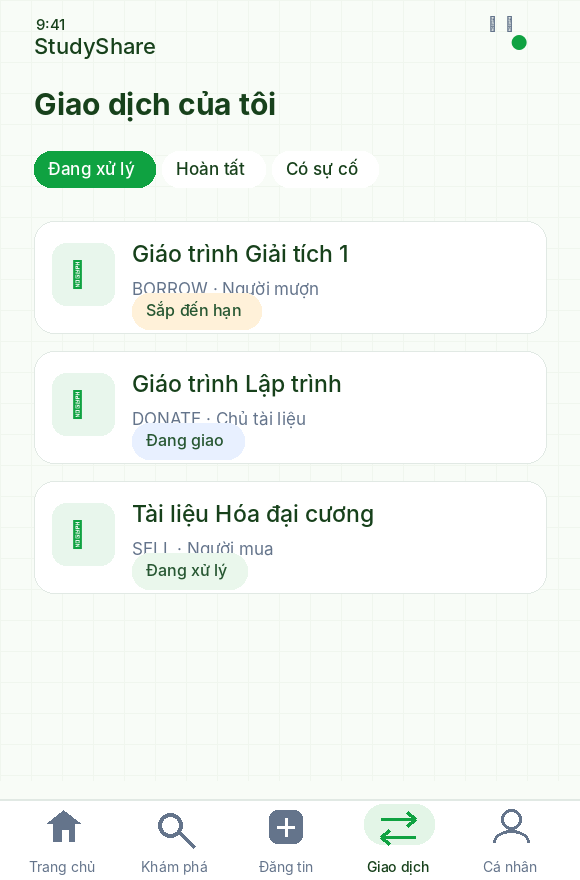 9:41
StudyShare
Giao dịch của tôi
Đang xử lý
Hoàn tất
Có sự cố
Giáo trình Giải tích 1
BORROW · Người mượn
Sắp đến hạn
Giáo trình Lập trình
DONATE · Chủ tài liệu
Đang giao
Tài liệu Hóa đại cương
SELL · Người mua
Đang xử lý
Trang chủ
Khám phá
Đăng tin
Giao dịch
Cá nhân